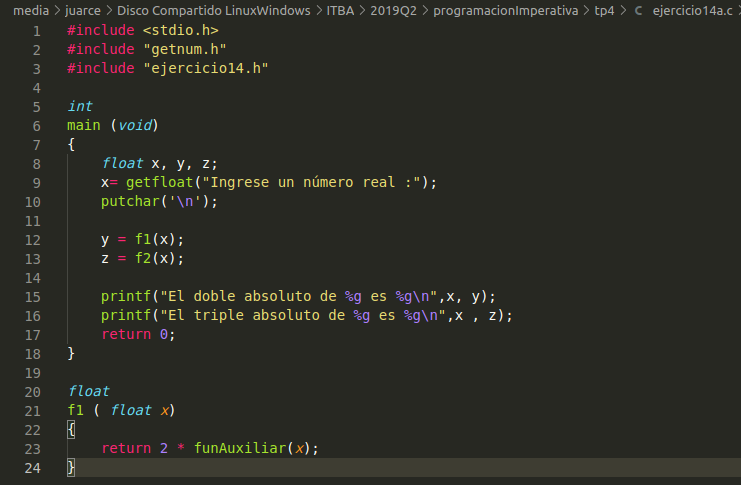 media > juarce > Disco Compartido LinuxWindows > ITBA > 2019Q2 > programacionImperativa > tp4 > C ejercicio14a.c >
1 #include <stdio.h>
2 #include "getnum.h"
3 #include "ejercicio14.h"
4
5 int
6 main (void)
7 {
8     float x, y, z;
9     x= getfloat("Ingrese un número real :");
10     putchar('\n');
11
12     y = f1(x);
13     z = f2(x);
14
15     printf("El doble absoluto de %g es %g\n",x, y);
16     printf("El triple absoluto de %g es %g\n",x , z);
17     return 0;
18 }
19
20 float
21 f1 ( float x)
22 {
23     return 2 * funAuxiliar(x);
24 }